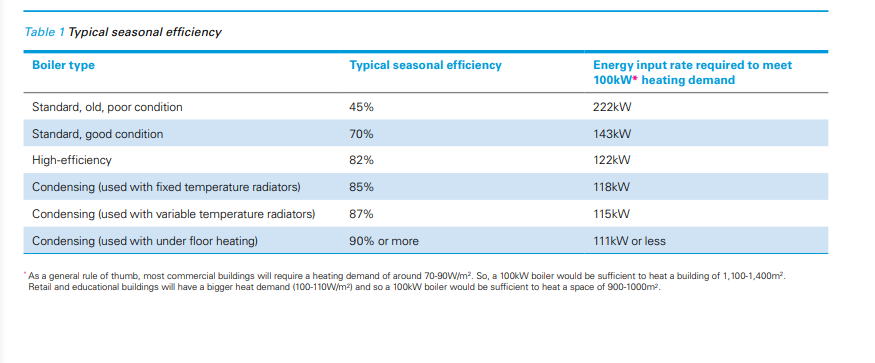 Table 1 Typical seasonal efficiency
Boiler type Typical seasonal efficiency Energy input rate required to meet
100kW* heating demand
Standard, old, poor condition 45% 222kW
Standard, good condition 70% 143kW
High-efficiency 82% 122kW
Condensing (used with fixed temperature radiators) 85% 118kW
Condensing (used with variable temperature radiators) 87% 115kW
Condensing (used with under floor heating) 90% or more 111kW or less
* As a general rule of thumb, most commercial buildings will require a heating demand of around 70-90W/m². So, a 100kW boiler would be sufficient to heat a building of 1,100-1,400m².
Retail and educational buildings will have a bigger heat demand (100-110W/m²) and so a 100kW boiler would be sufficient to heat a space of 900-1000m².